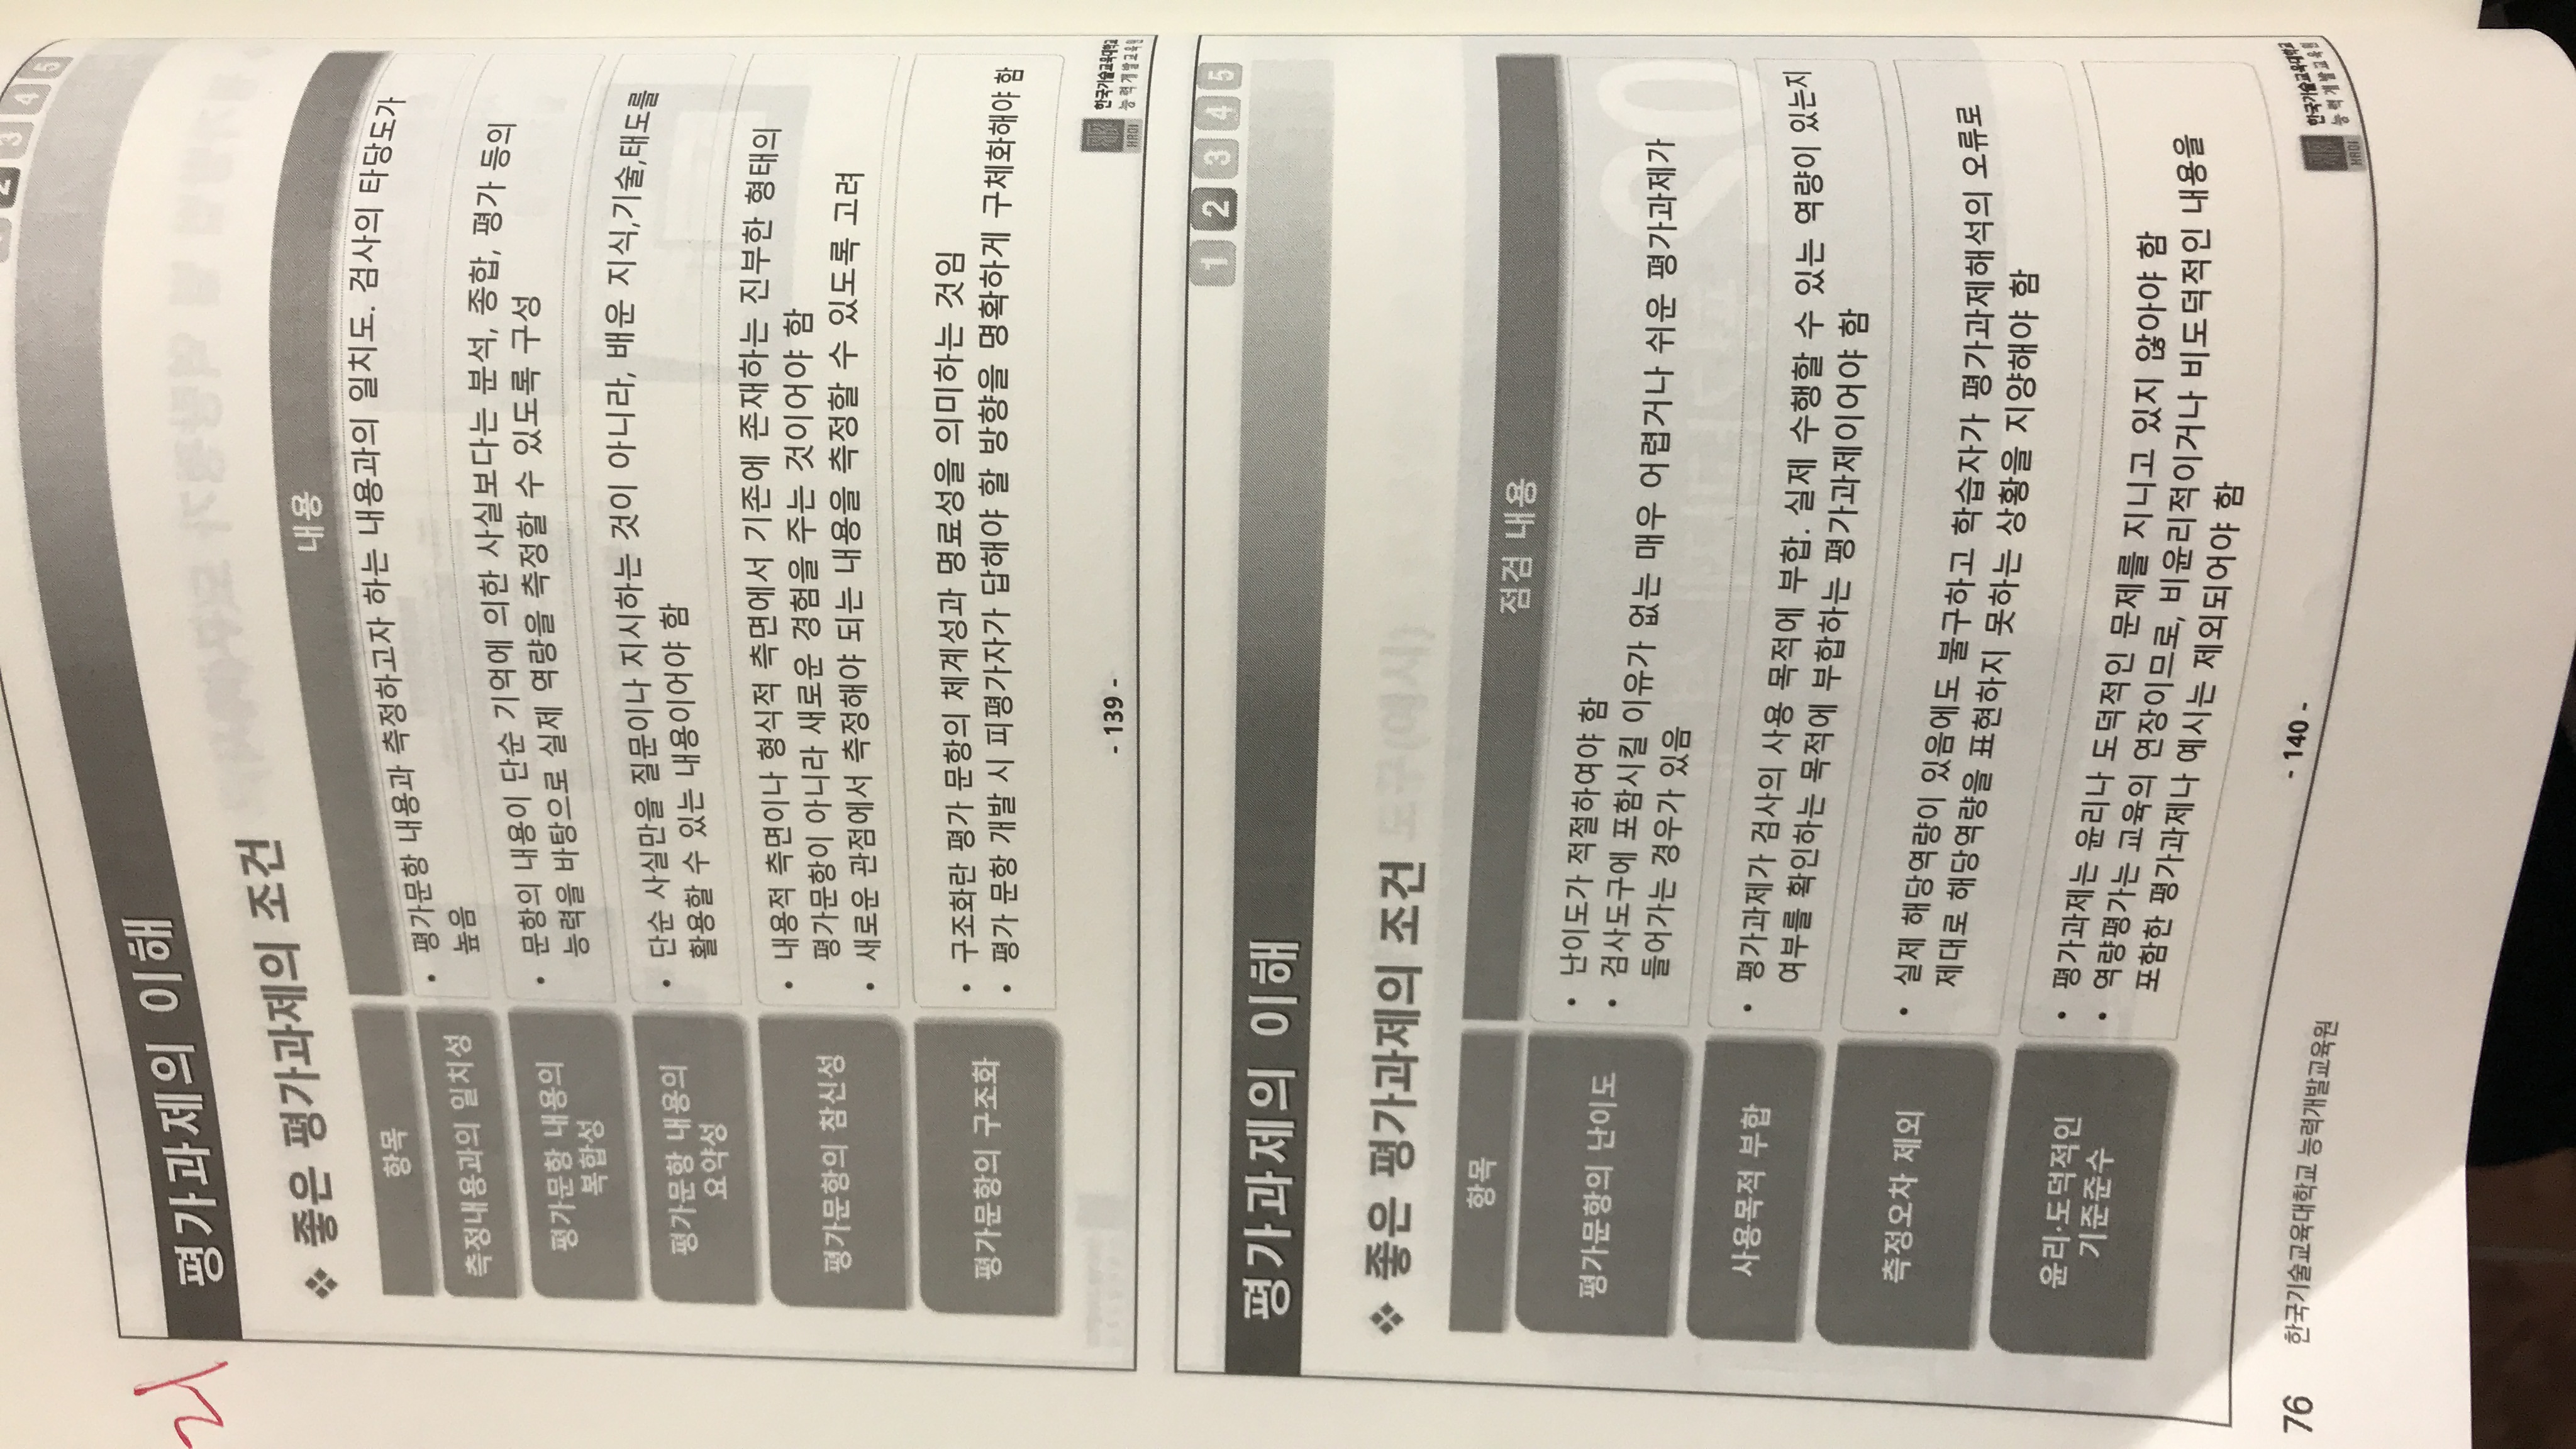 2 3 4 5
평가과제의 이해
❖ 좋은 평가과제의 조건
항목
내용
측정내용과의 일치성
• 평가문항 내용과 측정하고자 하는 내용과의 일치도. 검사의 타당도가
높음
평가문항 내용의
복합성
• 문항의 내용이 단순 기억에 의한 사실보다는 분석, 종합, 평가 등의
능력을 바탕으로 실제 역량을 측정할 수 있도록 구성
평가문항 내용의
요약성
• 단순 사실만을 질문이나 지시하는 것이 아니라, 배운 지식,기술,태도를
활용할 수 있는 내용이어야 함
평가문항의 참신성
• 내용적 측면이나 형식적 측면에서 기존에 존재하는 진부한 형태의
평가문항이 아니라 새로운 경험을 주는 것이어야 함
• 새로운 관점에서 측정해야 되는 내용을 측정할 수 있도록 고려
평가문항의 구조화
• 구조화란 평가 문항의 체계성과 명료성을 의미하는 것임
• 평가 문항 개발 시 피평가자가 답해야 할 방향을 명확하게 구체화해야 함
- 139 -
HRDI
한국기술교육대학교
능력개발교육원
1 2 3 4 5
평가과제의 이해
❖ 좋은 평가과제의 조건
항목
점검 내용
평가문항의 난이도
• 난이도가 적절하여야 함
• 검사도구에 포함시킬 이유가 없는 매우 어렵거나 쉬운 평가과제가
들어가는 경우가 있음
사용목적 부합
• 평가과제가 검사의 사용 목적에 부합. 실제 수행할 수 있는 역량이 있는지
여부를 확인하는 목적에 부합하는 평가과제이어야 함
측정오차 제외
• 실제 해당역량이 있음에도 불구하고 학습자가 평가과제해석의 오류로
제대로 해당역량을 표현하지 못하는 상황을 지양해야 함
윤리·도덕적인
기준준수
• 평가과제는 윤리나 도덕적인 문제를 지니고 있지 않아야 함
• 역량평가는 교육의 연장이므로, 비윤리적이거나 비도덕적인 내용을
포함한 평가과제나 예시는 제외되어야 함
- 140 -
HRDI
한국기술교육대학교
능력개발교육원
76 한국기술교육대학교 능력개발교육원